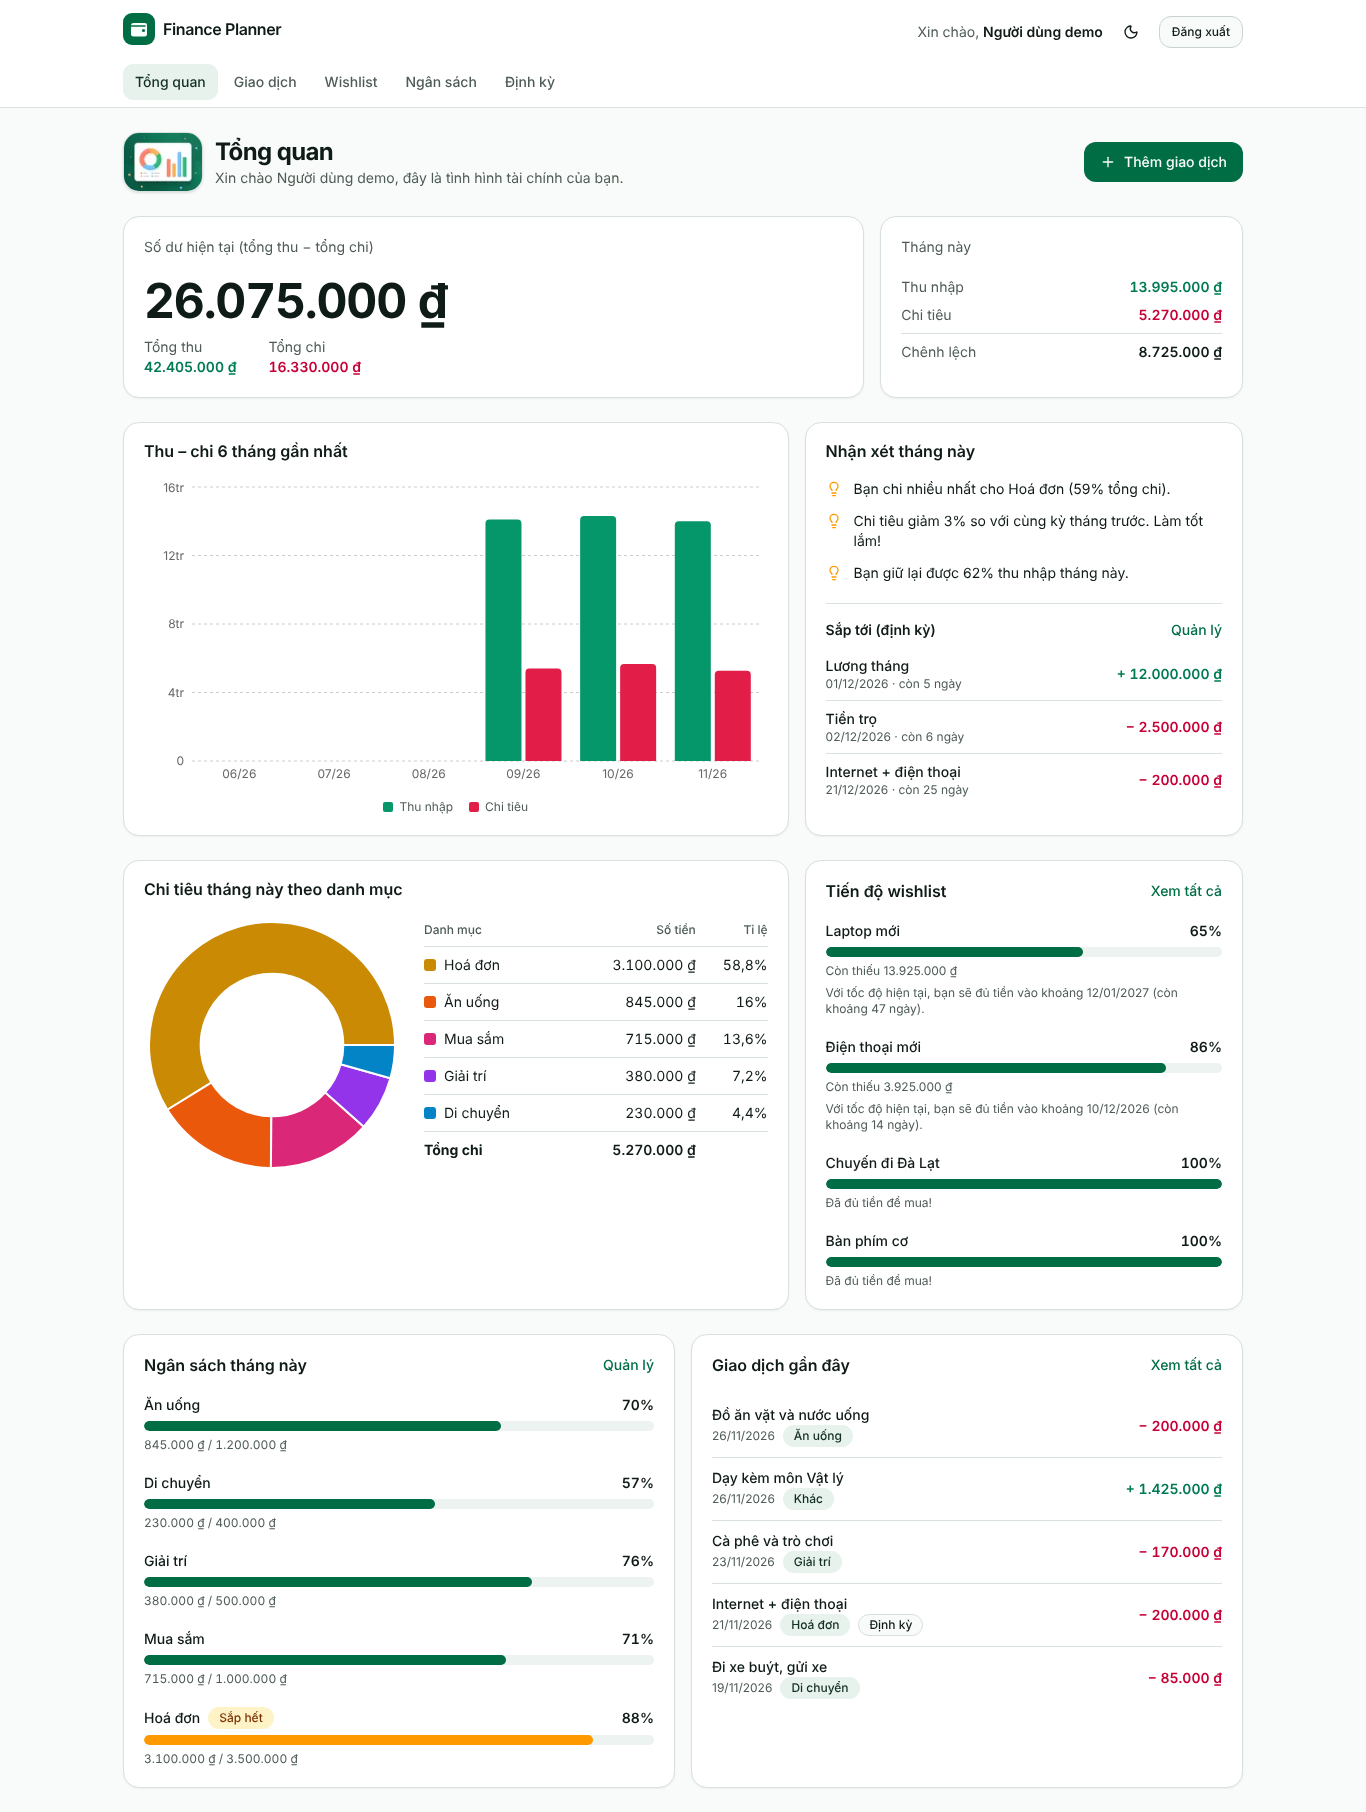 Finance Planner
Xin chào, Người dùng demo
Đăng xuất
Tổng quan
Giao dịch
Wishlist
Ngân sách
Định kỳ
Tổng quan
Xin chào Người dùng demo, đây là tình hình tài chính của bạn.
Thêm giao dịch
Số dư hiện tại (tổng thu − tổng chi)
26.075.000 ₫
Tổng thu
Tổng chi
42.405.000 ₫
16.330.000 ₫
Tháng này
Thu nhập 13.995.000 ₫
Chi tiêu 5.270.000 ₫
Chênh lệch 8.725.000 ₫
Thu – chi 6 tháng gần nhất
16tr
12tr
8tr
4tr
0
06/26 07/26 08/26 09/26 10/26 11/26
Thu nhập Chi tiêu
Nhận xét tháng này
Bạn chi nhiều nhất cho Hoá đơn (59% tổng chi).
Chi tiêu giảm 3% so với cùng kỳ tháng trước. Làm tốt
lắm!
Bạn giữ lại được 62% thu nhập tháng này.
Sắp tới (định kỳ) Quản lý
Lương tháng
01/12/2026 · còn 5 ngày
+ 12.000.000 ₫
Tiền trọ
02/12/2026 · còn 6 ngày
− 2.500.000 ₫
Internet + điện thoại
21/12/2026 · còn 25 ngày
− 200.000 ₫
Chi tiêu tháng này theo danh mục
Danh mục Số tiền Tỉ lệ
Hoá đơn 3.100.000 ₫ 58,8%
Ăn uống 845.000 ₫ 16%
Mua sắm 715.000 ₫ 13,6%
Giải trí 380.000 ₫ 7,2%
Di chuyển 230.000 ₫ 4,4%
Tổng chi 5.270.000 ₫
Tiến độ wishlist Xem tất cả
Laptop mới 65%
Còn thiếu 13.925.000 ₫
Với tốc độ hiện tại, bạn sẽ đủ tiền vào khoảng 12/01/2027 (còn
khoảng 47 ngày).
Điện thoại mới 86%
Còn thiếu 3.925.000 ₫
Với tốc độ hiện tại, bạn sẽ đủ tiền vào khoảng 10/12/2026 (còn
khoảng 14 ngày).
Chuyến đi Đà Lạt 100%
Đã đủ tiền để mua!
Bàn phím cơ 100%
Đã đủ tiền để mua!
Ngân sách tháng này Quản lý
Ăn uống 70%
845.000 ₫ / 1.200.000 ₫
Di chuyển 57%
230.000 ₫ / 400.000 ₫
Giải trí 76%
380.000 ₫ / 500.000 ₫
Mua sắm 71%
715.000 ₫ / 1.000.000 ₫
Hoá đơn Sắp hết 88%
3.100.000 ₫ / 3.500.000 ₫
Giao dịch gần đây Xem tất cả
Đồ ăn vặt và nước uống
26/11/2026 Ăn uống
− 200.000 ₫
Dạy kèm môn Vật lý
26/11/2026 Khác
+ 1.425.000 ₫
Cà phê và trò chơi
23/11/2026 Giải trí
− 170.000 ₫
Internet + điện thoại
21/11/2026 Hoá đơn Định kỳ
− 200.000 ₫
Đi xe buýt, gửi xe
19/11/2026 Di chuyển
− 85.000 ₫